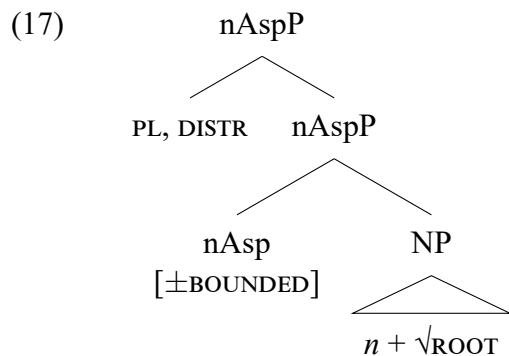 (17) nAspP
PL, DISTR nAspP
nAsp NP
[±BOUNDED]
n + √ROOT